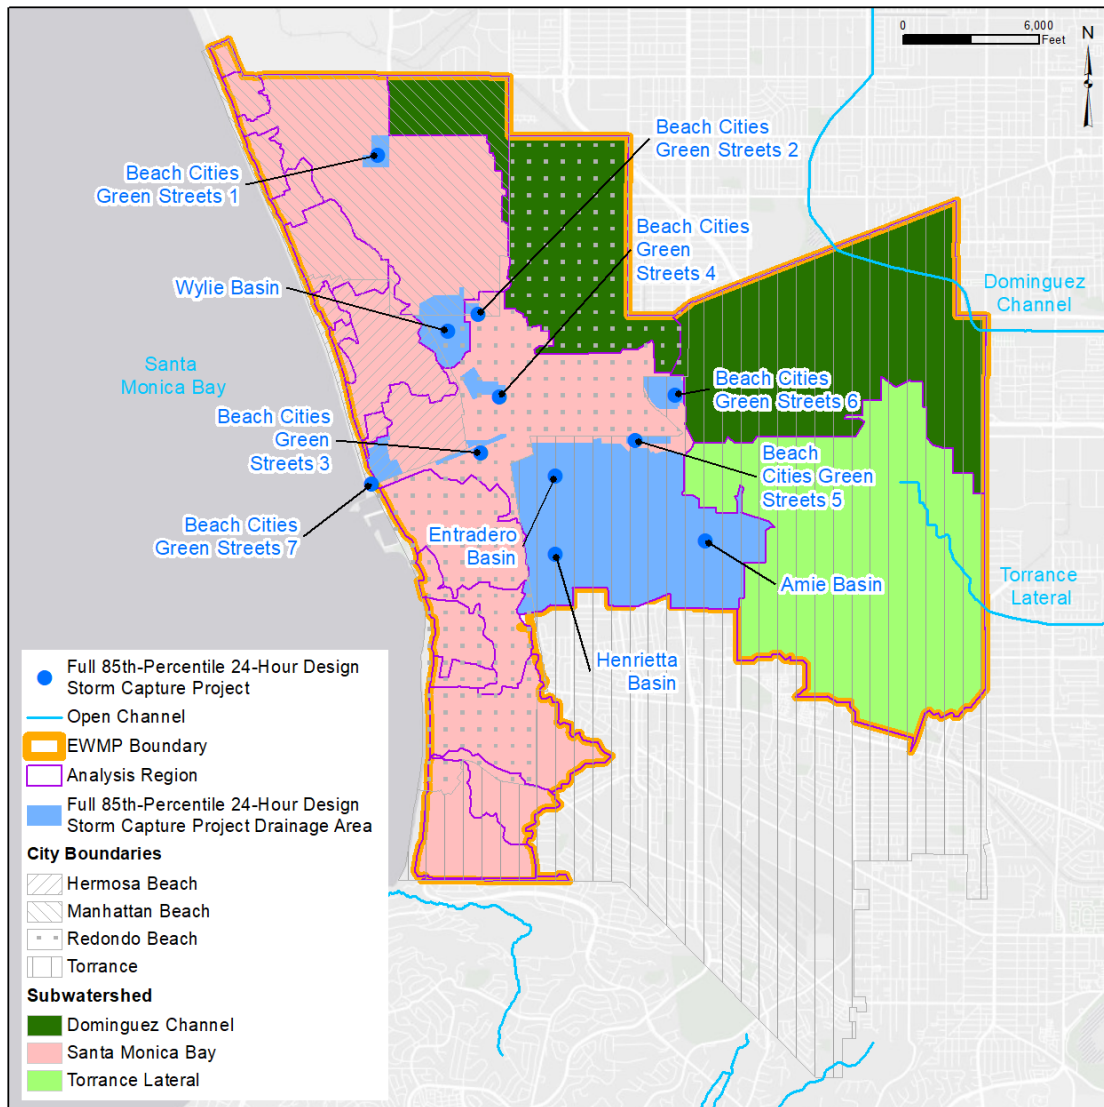 0 6,000
Feet
N
Beach Cities
Green Streets 2
Beach Cities
Green Streets 1
Beach Cities
Green
Streets 4
Wylie Basin
Dominguez
Channel
Santa
Monica Bay
Beach Cities
Green Streets 6
Beach Cities
Green
Streets 3
Beach
Cities Green
Streets 5
Beach Cities
Green Streets 7
Entradero
Basin
Amie Basin
Torrance
Lateral
Henrietta
Basin
Full 85th-Percentile 24-Hour Design
Storm Capture Project
Open Channel
EWMP Boundary
Analysis Region
Full 85th-Percentile 24-Hour Design
Storm Capture Project Drainage Area
City Boundaries
Hermosa Beach
Manhattan Beach
Redondo Beach
Torrance
Subwatershed
Dominguez Channel
Santa Monica Bay
Torrance Lateral